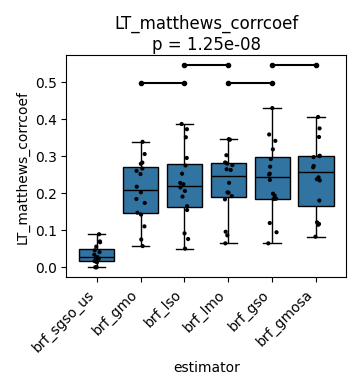 LT_matthews_corrcoef
p = 1.25e-08
LT_matthews_corrcoef
0.5
0.4
0.3
0.2
0.1
0.0
brf_sgso_us
brf_gmo
brf_lso
brf_lmo
brf_gso
brf_gmosa
estimator